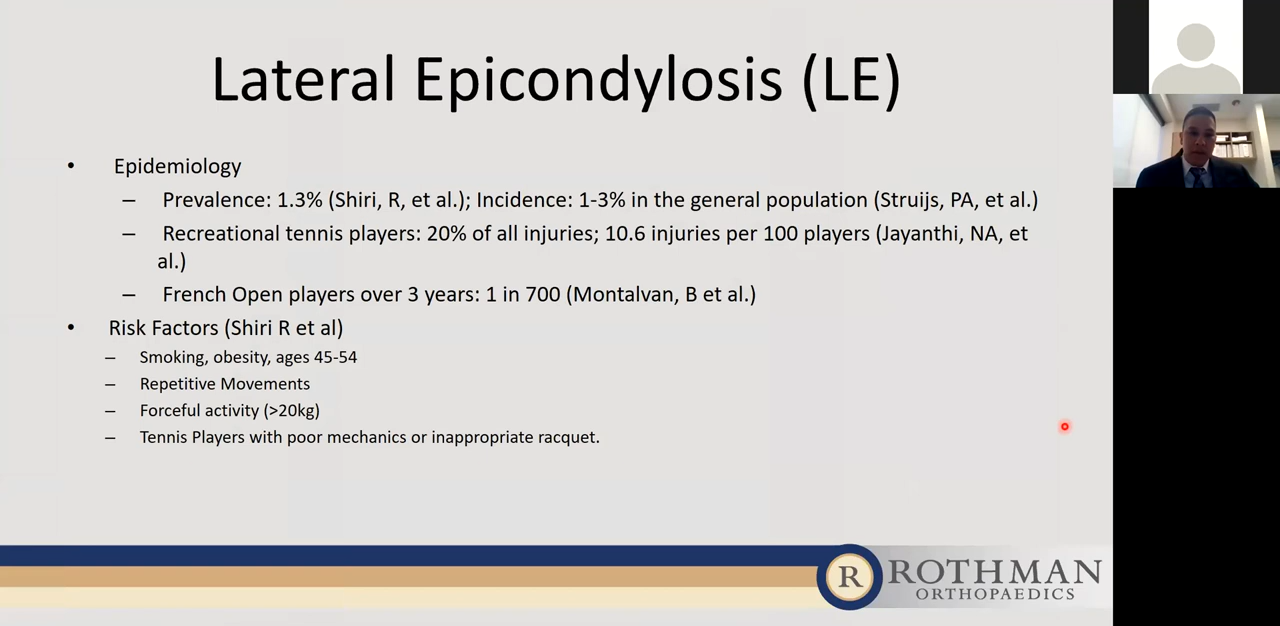 Lateral Epicondylosis (LE)
• Epidemiology
– Prevalence: 1.3% (Shiri, R, et al.); Incidence: 1-3% in the general population (Struijs, PA, et al.)
– Recreational tennis players: 20% of all injuries; 10.6 injuries per 100 players (Jayanthi, NA, et
al.)
– French Open players over 3 years: 1 in 700 (Montalvan, B et al.)
• Risk Factors (Shiri R et al)
– Smoking, obesity, ages 45-54
– Repetitive Movements
– Forceful activity (>20kg)
– Tennis Players with poor mechanics or inappropriate racquet.
R ROTHMAN
ORTHOPAEDICS